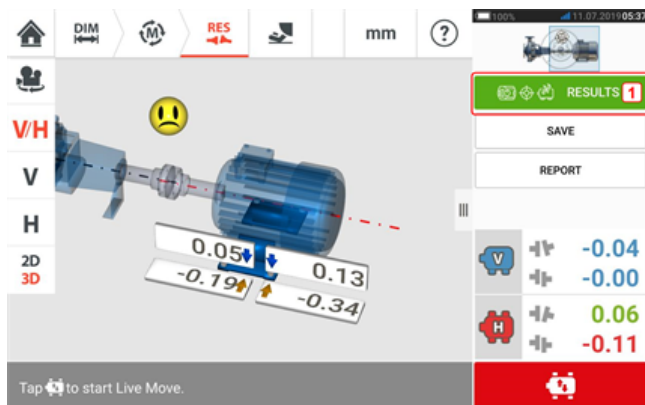 DIM
M
RES
mm
?
100%
11.07.2019 05:37
RESULTS 1
SAVE
REPORT
V/H
V
H
2D
3D
0.05
0.13
-0.19
-0.34
V
-0.04
-0.00
H
0.06
-0.11
Tap to start Live Move.